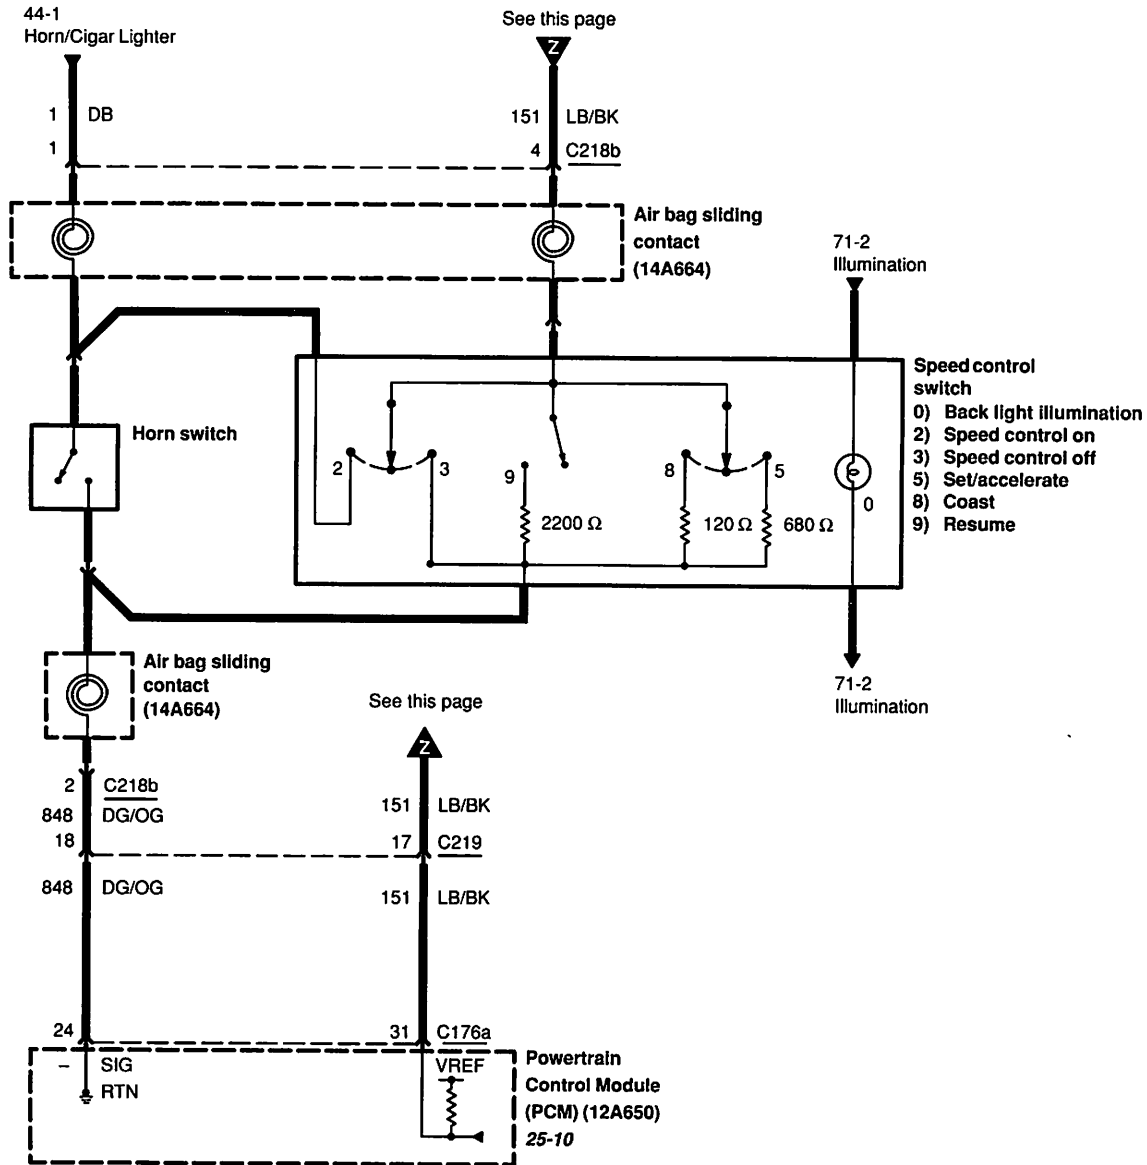 44-1
Horn/Cigar Lighter
See this page
Z
1 DB
151 LB/BK
1
4 C218b
Air bag sliding
contact
(14A664)
71-2
Illumination
Speed control
switch
0) Back light illumination
2) Speed control on
3) Speed control off
5) Set/accelerate
8) Coast
9) Resume
Horn switch
2
3
9
8
5
0
2200 Ω
120 Ω
680 Ω
Air bag sliding
contact
(14A664)
71-2
Illumination
See this page
Z
2 C218b
848 DG/OG
151 LB/BK
18
17 C219
848 DG/OG
151 LB/BK
24
31 C176a
– SIG
RTN
VREF
Powertrain
Control Module
(PCM) (12A650)
25-10